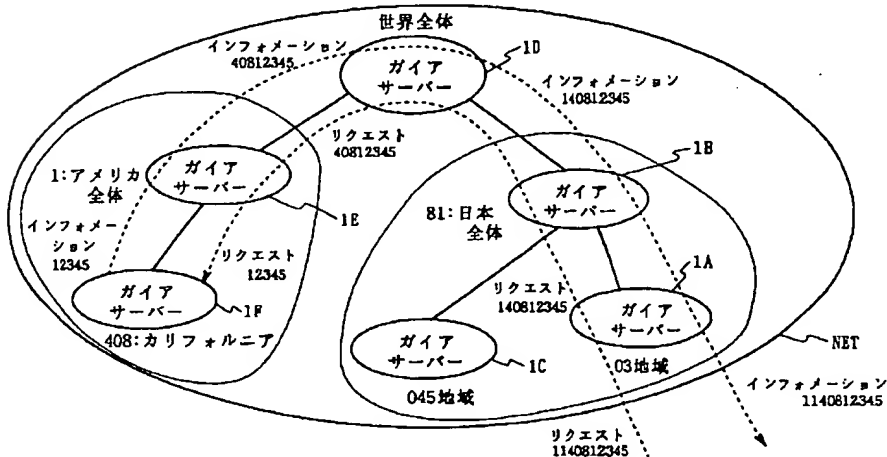 世界全体
インフォメーション
40812345
1D
ガイア
サーバー
インフォメーション
140812345
リクエスト
40812345
1B
1:アメリカ
全体
ガイア
サーバー
ガイア
サーバー
1E
81:日本
全体
インフォメー
ション
12345
リクエスト
12345
1A
ガイア
サーバー
1F
リクエスト
140812345
ガイア
サーバー
408:カリフォルニア
ガイア
サーバー
NET
1C
03地域
045地域
インフォメーション
1140812345
リクエスト
1140812345